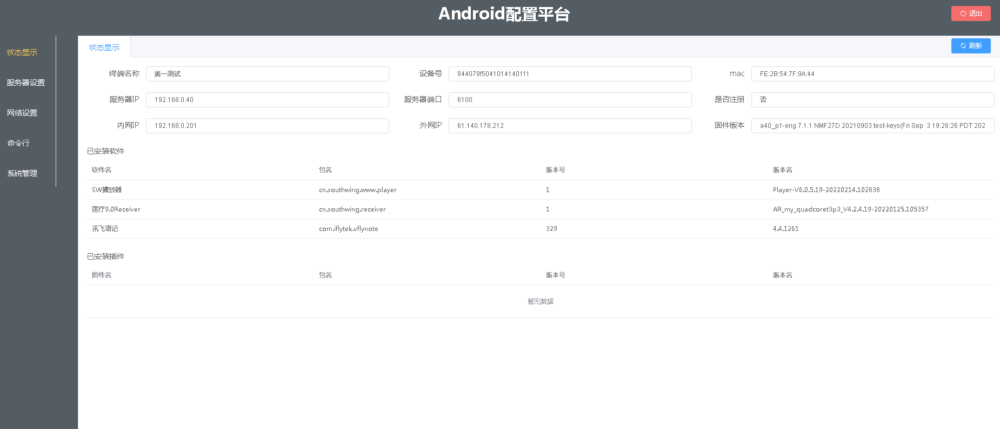 Android配置平台
退出
状态显示
服务器设置
网络设置
命令行
系统管理
状态显示
刷新
终端名称 美一测试 设备号 844078f5041014140111 mac FE:2B:54:7F:9A:44
服务器IP 192.168.0.40 服务器端口 6100 是否注册 否
内网IP 192.168.0.201 外网IP 61.140.178.212 固件版本 a40_p1-eng 7.1.1 NMF27D 20210903 test-keys(Fri Sep 3 19:26:26 PDT 202
已安装软件
软件名 包名 版本号 版本名
SW播放器 cn.southwing.www.player 1 Player-V6.0.5.19-20220214.102838
医疗9.0Receiver cn.southwing.receiver 1 AR_my_quadcoret3p3_V4.2.4.19-20220125.105357
讯飞语记 com.iflytek.vflynote 329 4.4.1261
已安装插件
插件名 包名 版本号 版本名
暂无数据